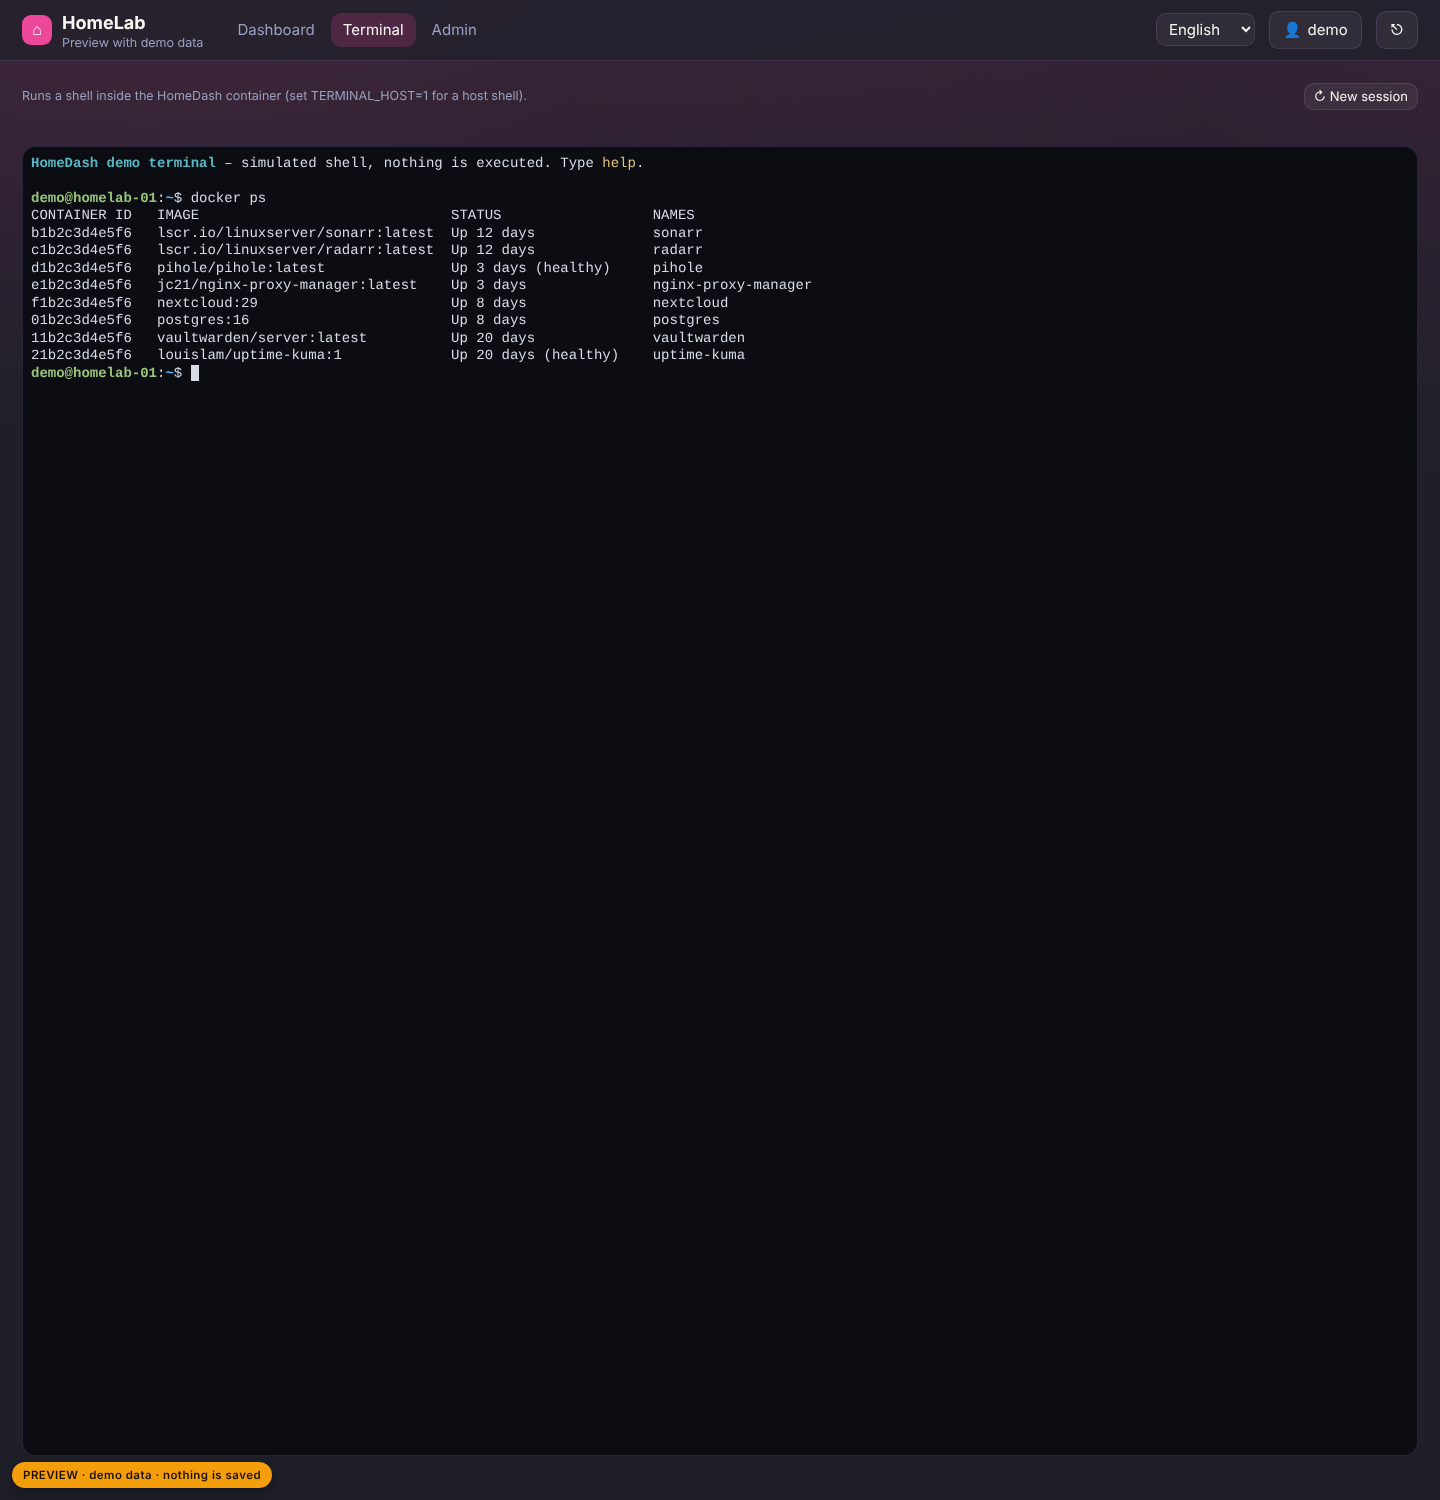 HomeLab
Preview with demo data
Dashboard Terminal Admin
English
demo
Runs a shell inside the HomeDash container (set TERMINAL_HOST=1 for a host shell).
↻ New session
HomeDash demo terminal – simulated shell, nothing is executed. Type help.
demo@homelab-01:~$ docker ps
CONTAINER ID   IMAGE                              STATUS                  NAMES
b1b2c3d4e5f6   lscr.io/linuxserver/sonarr:latest  Up 12 days              sonarr
c1b2c3d4e5f6   lscr.io/linuxserver/radarr:latest  Up 12 days              radarr
d1b2c3d4e5f6   pihole/pihole:latest               Up 3 days (healthy)     pihole
e1b2c3d4e5f6   jc21/nginx-proxy-manager:latest    Up 3 days               nginx-proxy-manager
f1b2c3d4e5f6   nextcloud:29                       Up 8 days               nextcloud
01b2c3d4e5f6   postgres:16                        Up 8 days               postgres
11b2c3d4e5f6   vaultwarden/server:latest          Up 20 days              vaultwarden
21b2c3d4e5f6   louislam/uptime-kuma:1             Up 20 days (healthy)    uptime-kuma
demo@homelab-01:~$
PREVIEW · demo data · nothing is saved